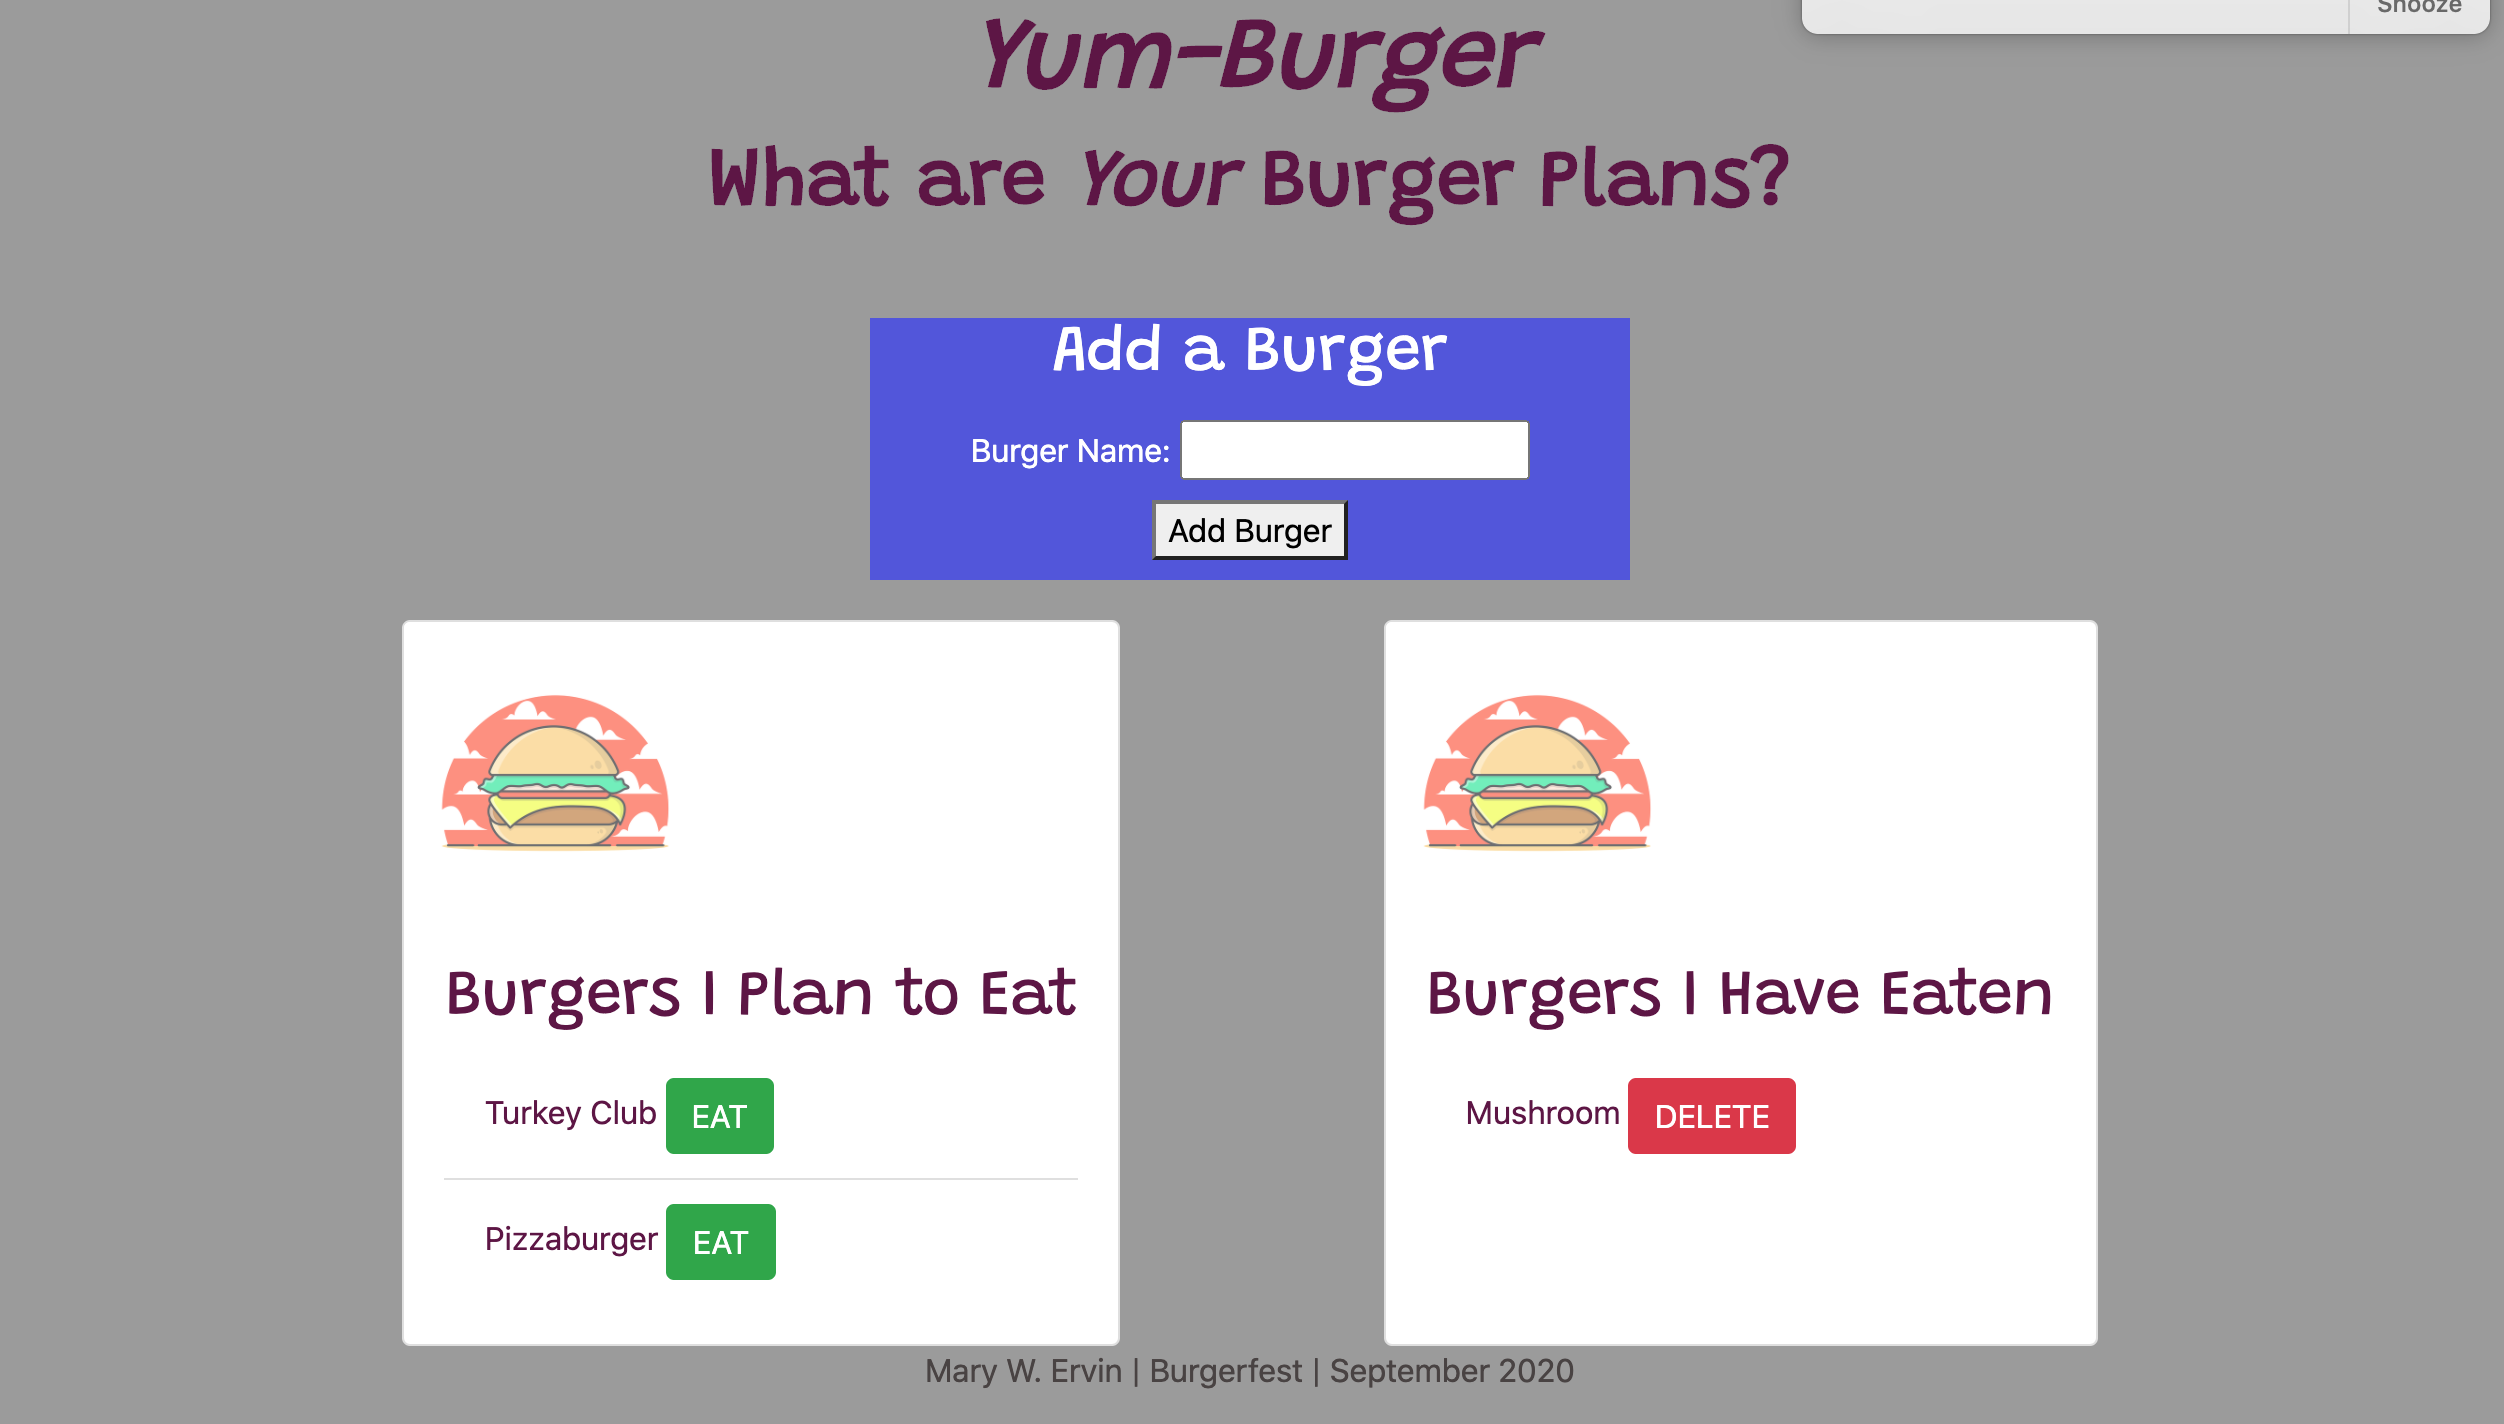 Snooze
Yum-Burger
What are Your Burger Plans?
Add a Burger
Burger Name:
Add Burger
Burgers I Plan to Eat
Turkey Club EAT
Pizzaburger EAT
Burgers I Have Eaten
Mushroom DELETE
Mary W. Ervin | Burgerfest | September 2020